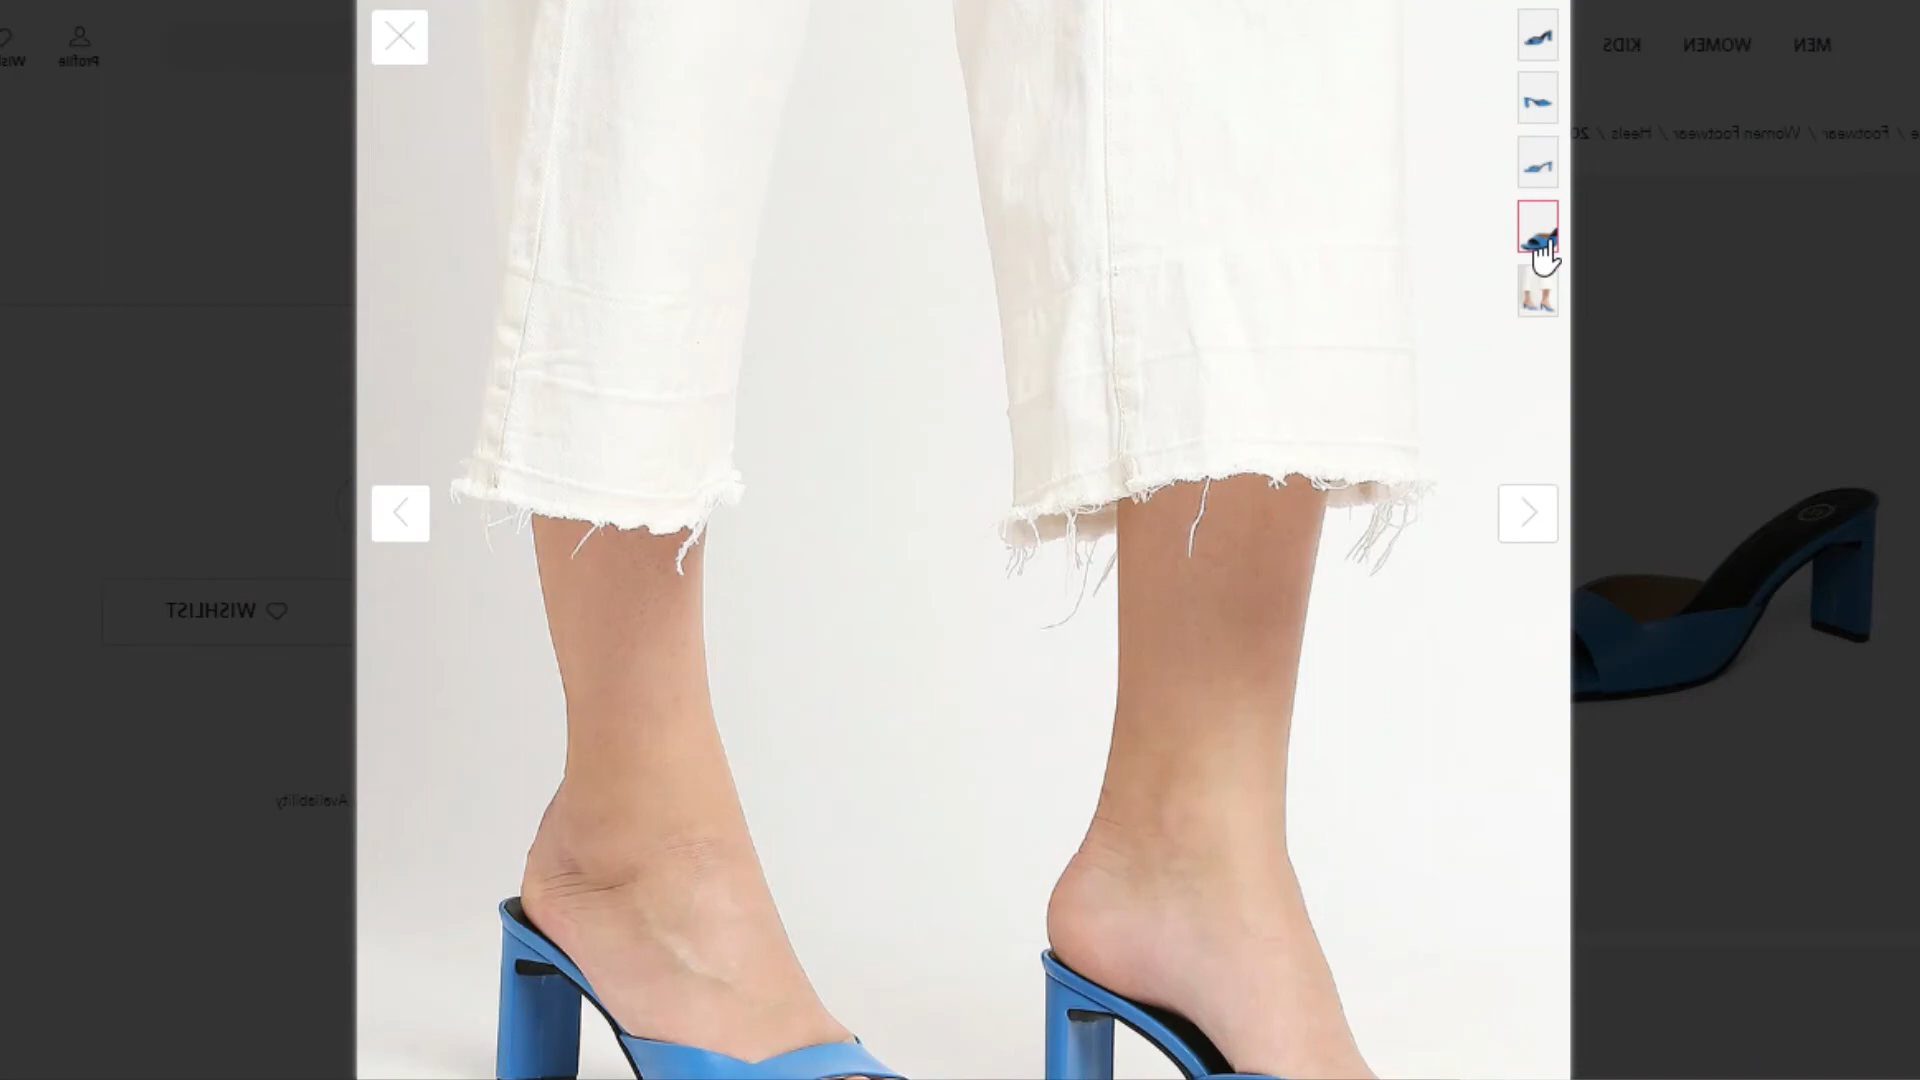 MEN
WOMEN
KIDS
Profile
Footwear / Women Footwear / Heels /
WISHLIST
Availability